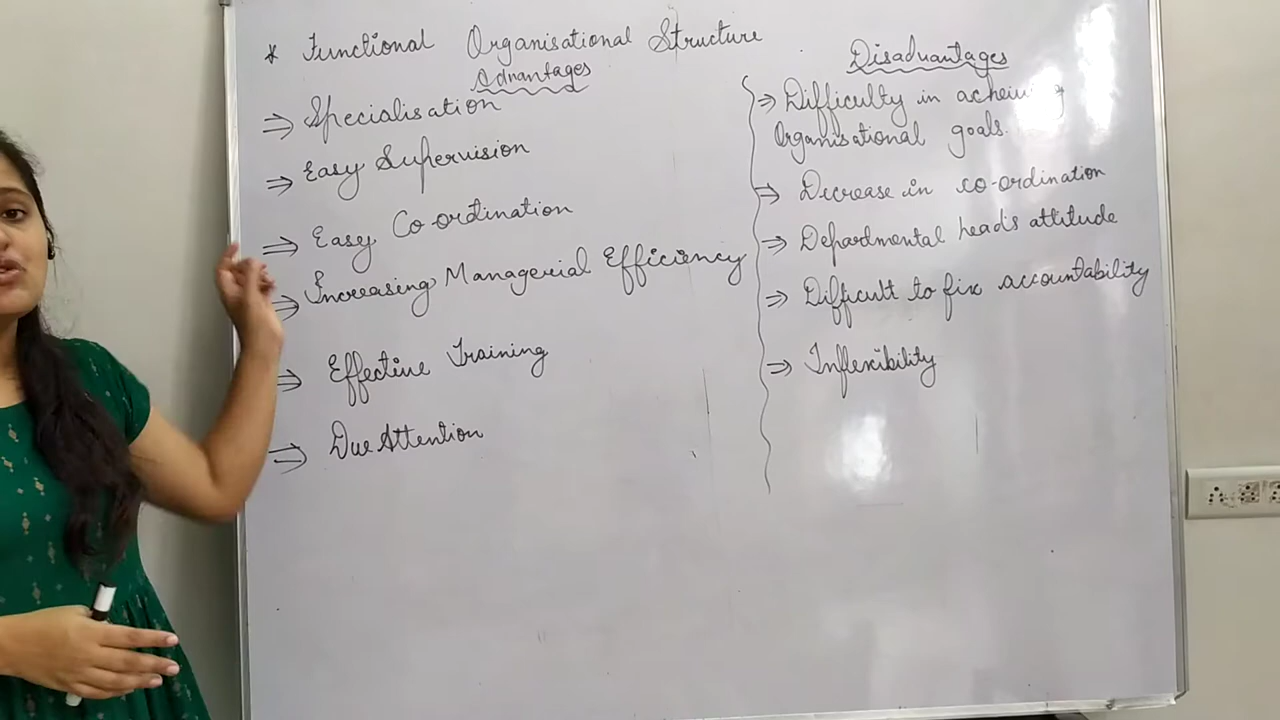 * Functional Organisational Structure
Advantages
⇒ Specialisation
⇒ Easy Supervision
⇒ Easy Co-ordination
⇒ Increasing Managerial Efficiency
⇒ Effective Training
⇒ Due Attention
Disadvantages
⇒ Difficulty in
Organisational goals.
⇒ Decrease in co-ordination
⇒ Departmental heads attitude
⇒ Difficult to fix accountability
⇒ Inflexibility